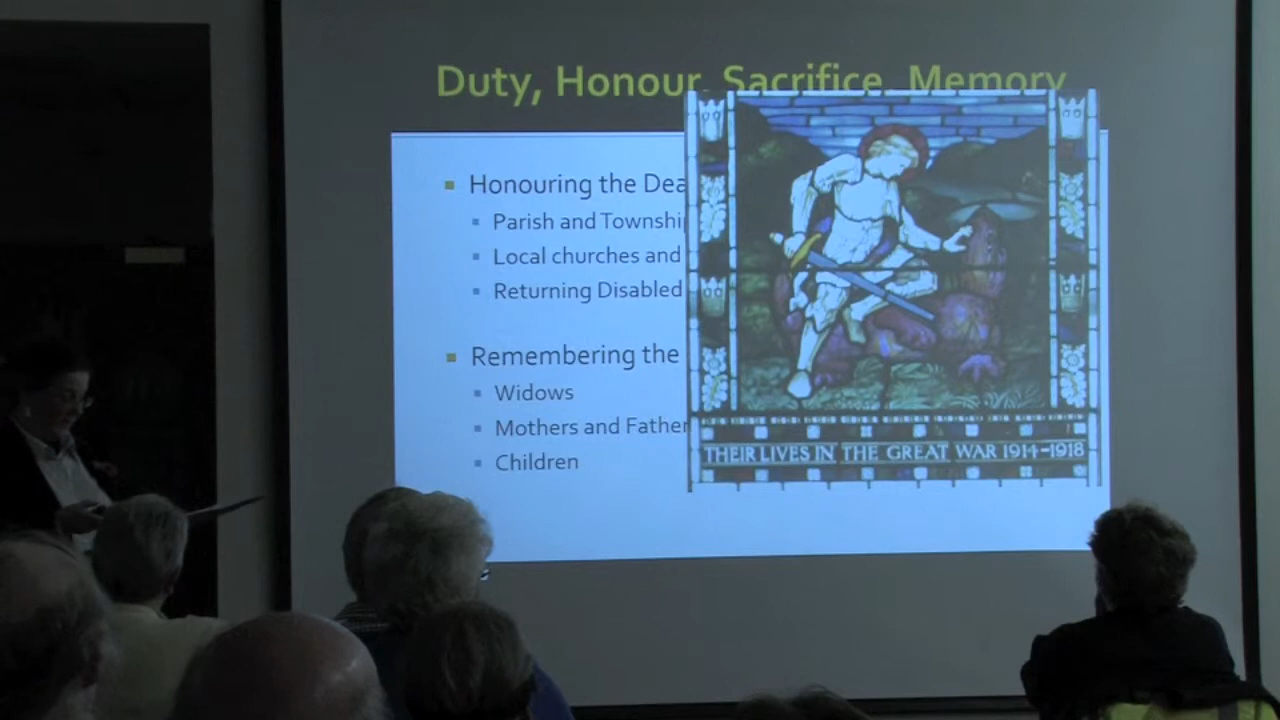 Duty, Honour, Sacrifice, Memory
Honouring the Dea
Parish and Townshi
Local churches and
Returning Disabled
Remembering the
Widows
Mothers and Father
Children
THEIR LIVES IN THE GREAT WAR 1914-1918